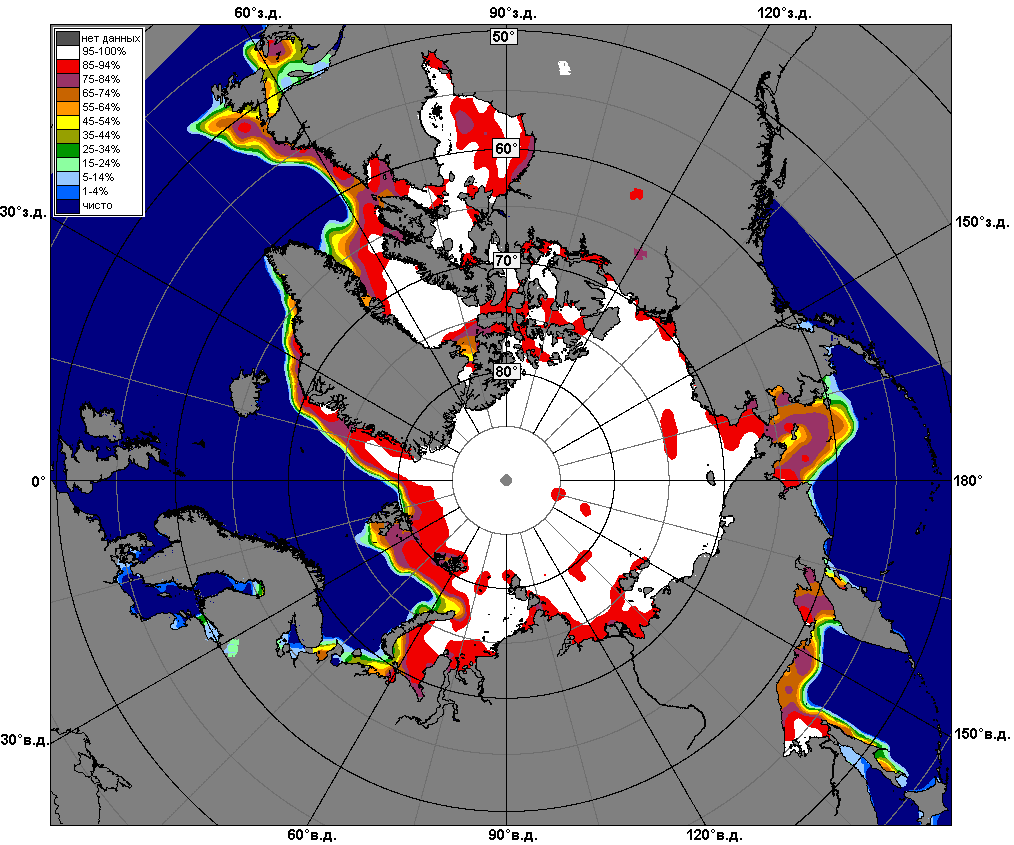 60°з.д.
90°з.д.
120°з.д.
50°
нет данных
95-100%
85-94%
75-84%
65-74%
55-64%
45-54%
35-44%
25-34%
15-24%
5-14%
1-4%
чисто
60°
30°з.д.
150°з.д.
70°
80°
0°
180°
30°в.д.
150°в.д.
60°в.д.
90°в.д.
120°в.д.